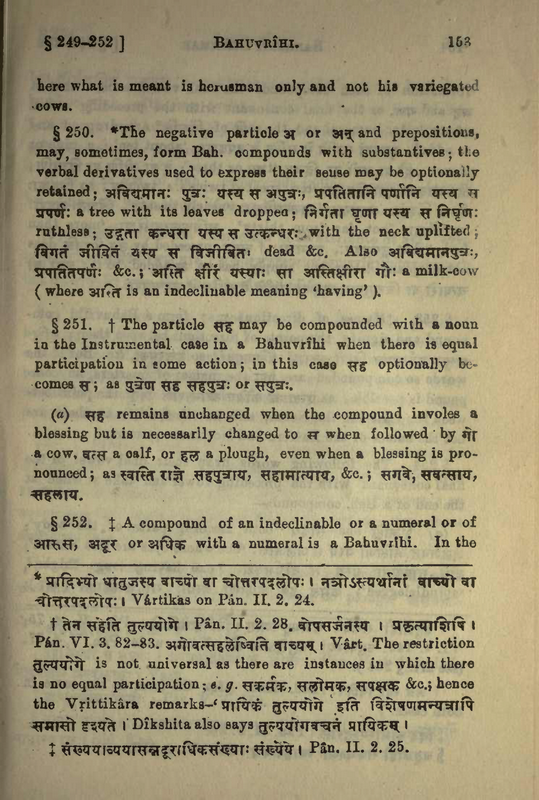 § 249–252 ] BAHUVRÎHI. 153
here what is meant is horusman only and not his variegated
cows.
§ 250. *The negative particle अ or अन् and prepositions,
may, sometimes, form Bah. compounds with substantives; the
verbal derivatives used to express their seuse may be optionally
retained; अविद्यमानः पुत्रः यस्य स अपुत्रः, प्रपतितानि पर्णानि यस्य स
प्रपर्णः a tree with its leaves dropped; निर्गता घृणा यस्य स निर्घृणः
ruthless; उद्गता कन्धरा यस्य स उत्कन्धरः with the neck uplifted;
विगतं जीवितं यस्य स विजीवितः dead &c. Also अविद्यमानपुत्रः,
प्रपतितपर्णः &c.; अस्ति क्षीरं यस्याः सा अस्तिक्षीरा गौः a milk-cow
( where अस्ति is an indeclinable meaning ‘having’ ).
§ 251. † The particle सह may be compounded with a noun
in the Instrumental case in a Bahuvrîhi when there is equal
participation in some action; in this case सह optionally be-
comes स; as पुत्रेण सह सहपुत्रः or सपुत्रः.
(a) सह remains unchanged when the compound involes a
blessing but is necessarily changed to स when followed by गो
a cow, वत्स a calf, or हल a plough, even when a blessing is pro-
nounced; as स्वस्ति राज्ञे सहपुत्राय, सहामात्याय, &c.; सगवे, सवत्साय,
सहलाय.
§ 252. ‡ A compound of an indeclinable or a numeral or of
आसन्न, अदूर or अधिक with a numeral is a Bahuvrîhi. In the
* प्रादिभ्यो धातुजस्य वाच्यो वा चोत्तरपदलोपः। नञोऽस्त्यर्थानां वाच्यो वा
चोत्तरपदलोपः। Vártikas on Pán. II. 2. 24.
† तेन सहेति तुल्ययोगे। Pân. II. 2. 28. वोपसर्जनस्य । प्रकृत्याशिषि।
Pán. VI. 3. 82–83. अगोवत्सहलेष्विति वाच्यम्। Vârt. The restriction
तुल्ययोगे is not universal as there are instances in which there
is no equal participation; e. g. सकर्मक, सलोमक, सपक्षक &c.; hence
the Vṛittikâra remarks–‘प्रायिकं तुल्ययोगे इति विशेषणमन्यत्रापि
समासो दृश्यते । Dîkshita also says तुल्ययोगवचनं प्रायिकम् ।
‡ संख्ययाव्ययासन्नदूराधिकसंख्याः संख्येये। Pân. II. 2. 25.